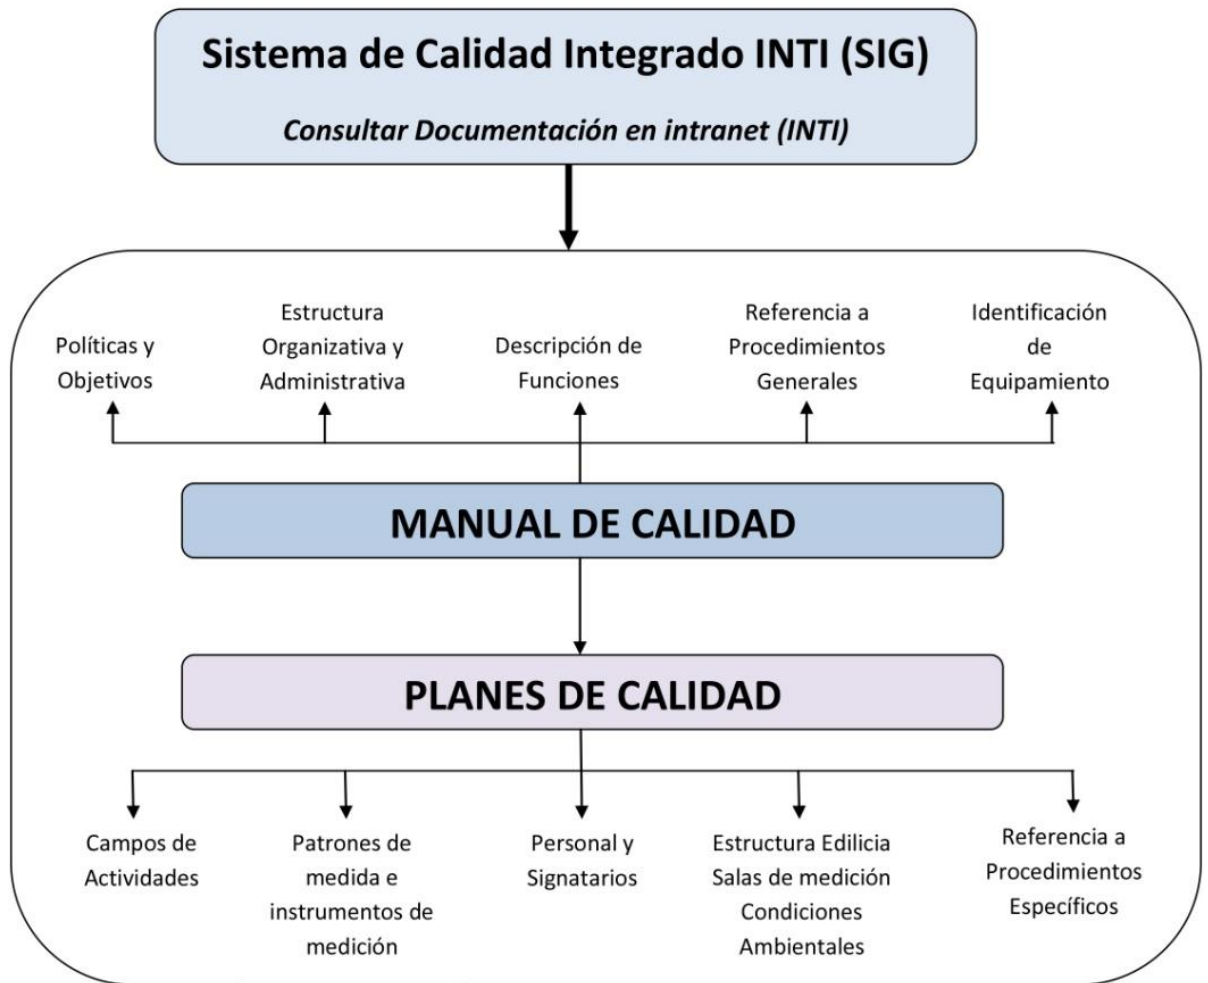 Sistema de Calidad Integrado INTI (SIG)
Consultar Documentación en intranet (INTI)
Políticas y
Objetivos
Estructura
Organizativa y
Administrativa
Descripción de
Funciones
Referencia a
Procedimientos
Generales
Identificación
de
Equipamiento
MANUAL DE CALIDAD
PLANES DE CALIDAD
Campos de
Actividades
Patrones de
medida e
instrumentos de
medición
Personal y
Signatarios
Estructura Edilicia
Salas de medición
Condiciones
Ambientales
Referencia a
Procedimientos
Específicos